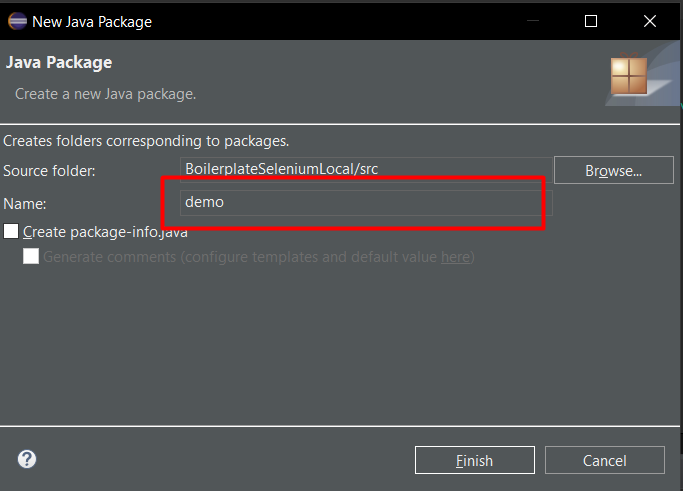 New Java Package
Java Package
Create a new Java package.
Creates folders corresponding to packages.
Source folder: BoilerplateSeleniumLocal/src Browse...
Name: demo
Create package-info.java
Generate comments (configure templates and default value here)
? Finish Cancel